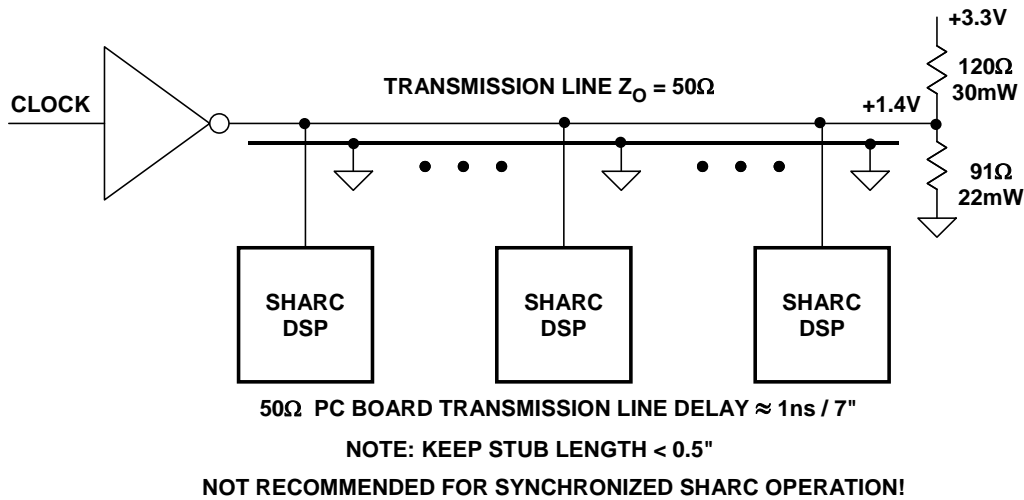 +3.3V
120Ω
30mW
TRANSMISSION LINE ZO = 50Ω
+1.4V
CLOCK
91Ω
22mW
SHARC
DSP
SHARC
DSP
SHARC
DSP
50Ω PC BOARD TRANSMISSION LINE DELAY ≈ 1ns / 7"
NOTE: KEEP STUB LENGTH < 0.5"
NOT RECOMMENDED FOR SYNCHRONIZED SHARC OPERATION!